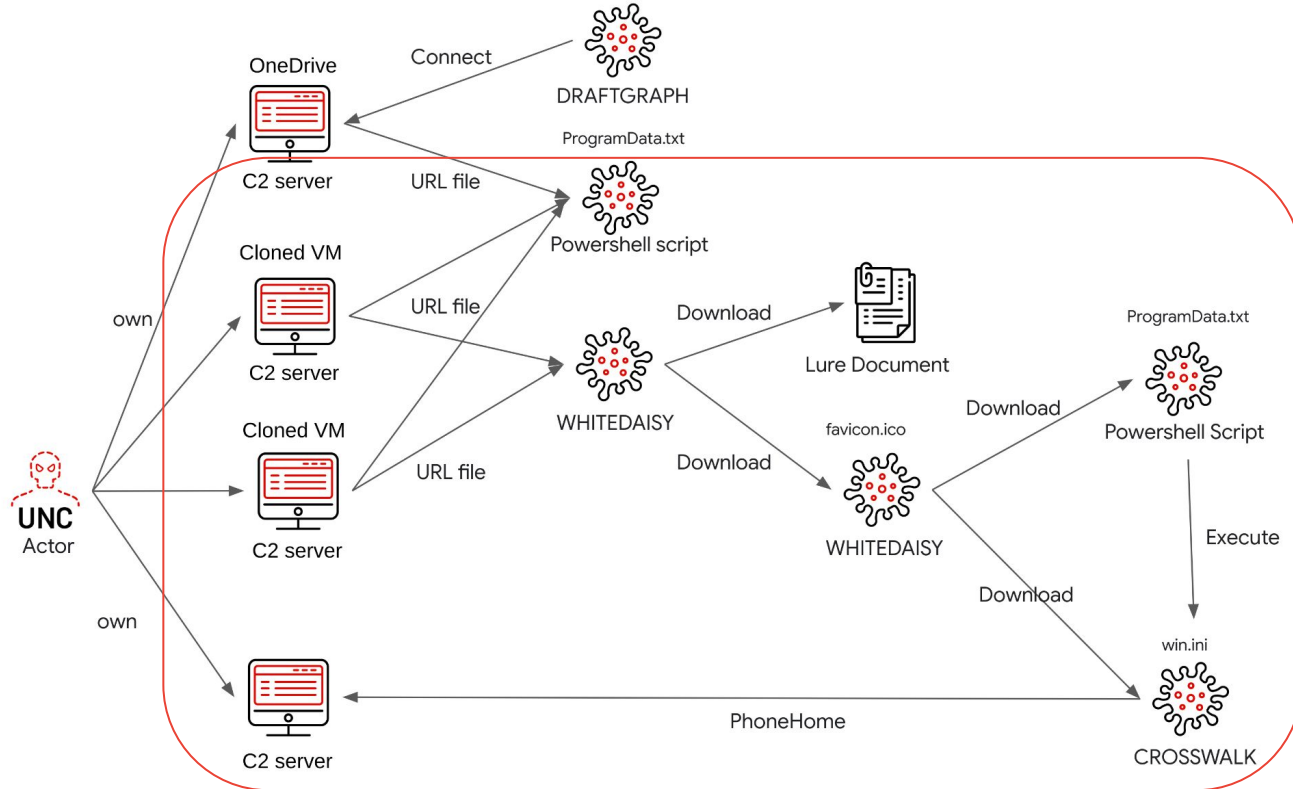 OneDrive
C2 server
Connect
DRAFTGRAPH
ProgramData.txt
URL file
Powershell script
Cloned VM
C2 server
own
URL file
WHITEDAISY
Download
Lure Document
ProgramData.txt
Powershell Script
Cloned VM
C2 server
URL file
Download
favicon.ico
WHITEDAISY
Download
Execute
UNC
Actor
own
Download
win.ini
CROSSWALK
PhoneHome
C2 server